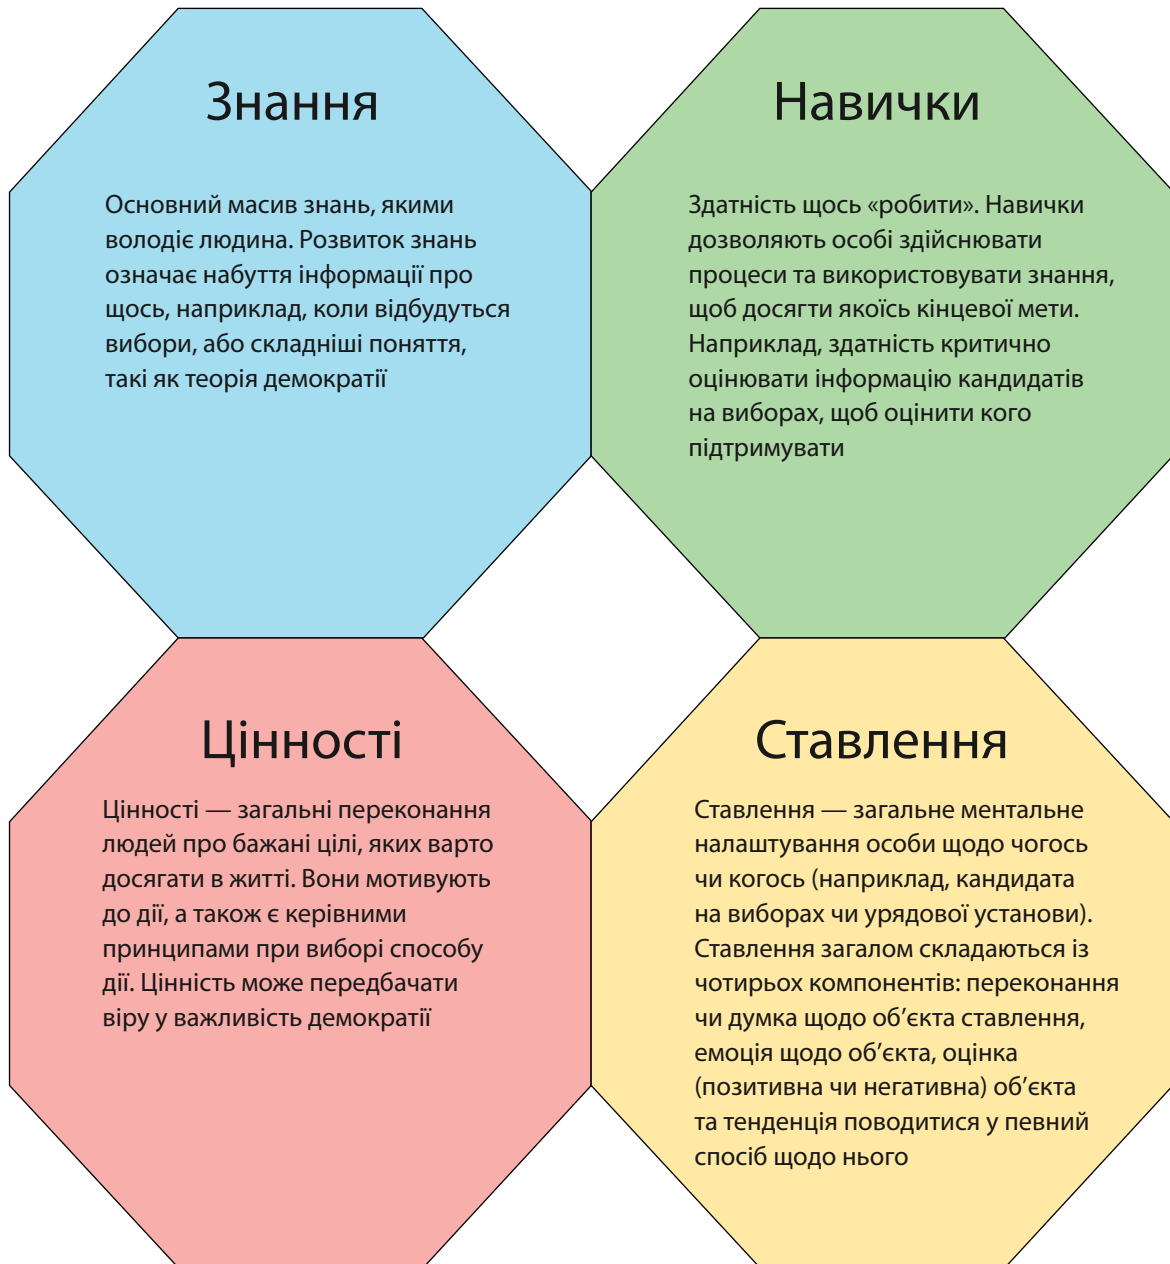 Знання
Основний масив знань, якими
володіє людина. Розвиток знань
означає набуття інформації про
щось, наприклад, коли відбудуться
вибори, або складніші поняття,
такі як теорія демократії
Навички
Здатність щось «робити». Навички
дозволяють особі здійснювати
процеси та використовувати знання,
щоб досягти якоїсь кінцевої мети.
Наприклад, здатність критично
оцінювати інформацію кандидатів
на виборах, щоб оцінити кого
підтримувати
Цінності
Цінності — загальні переконання
людей про бажані цілі, яких варто
досягати в житті. Вони мотивують
до дії, а також є керівними
принципами при виборі способу
дії. Цінність може передбачати
віру у важливість демократії
Ставлення
Ставлення — загальне ментальне
налаштування особи щодо чогось
чи когось (наприклад, кандидата
на виборах чи урядової установи).
Ставлення загалом складаються із
чотирьох компонентів: переконання
чи думка щодо об’єкта ставлення,
емоція щодо об’єкта, оцінка
(позитивна чи негативна) об’єкта
та тенденція поводитися у певний
спосіб щодо нього